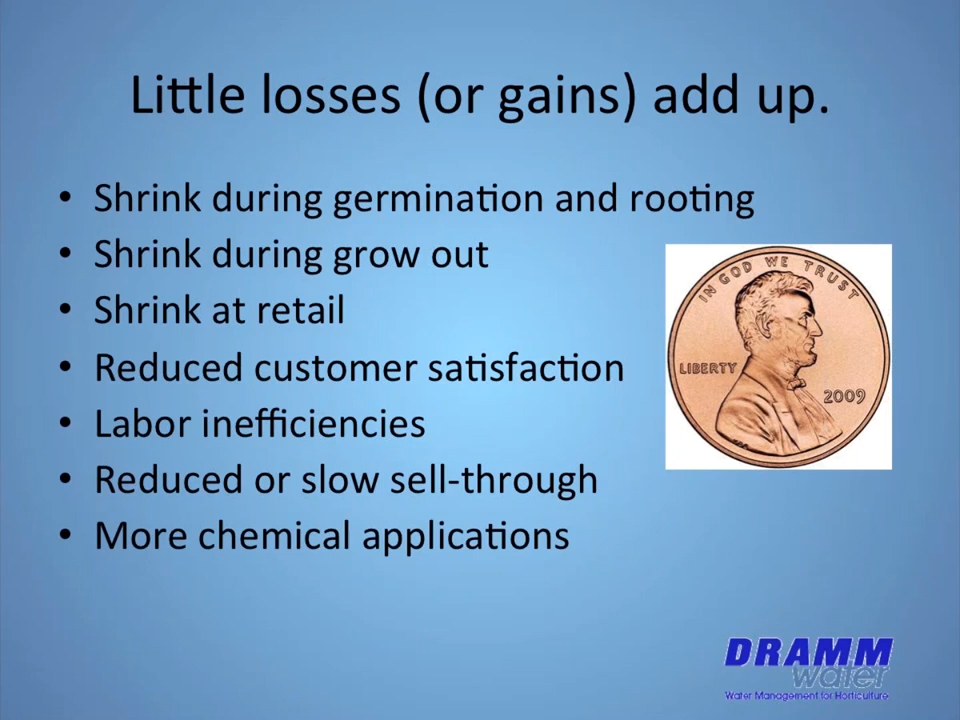 Little losses (or gains) add up.
• Shrink during germination and rooting
• Shrink during grow out
• Shrink at retail
• Reduced customer satisfaction
• Labor inefficiencies
• Reduced or slow sell-through
• More chemical applications
IN GOD WE TRUST
LIBERTY
2009
DRAMM
water
Water Management for Horticulture